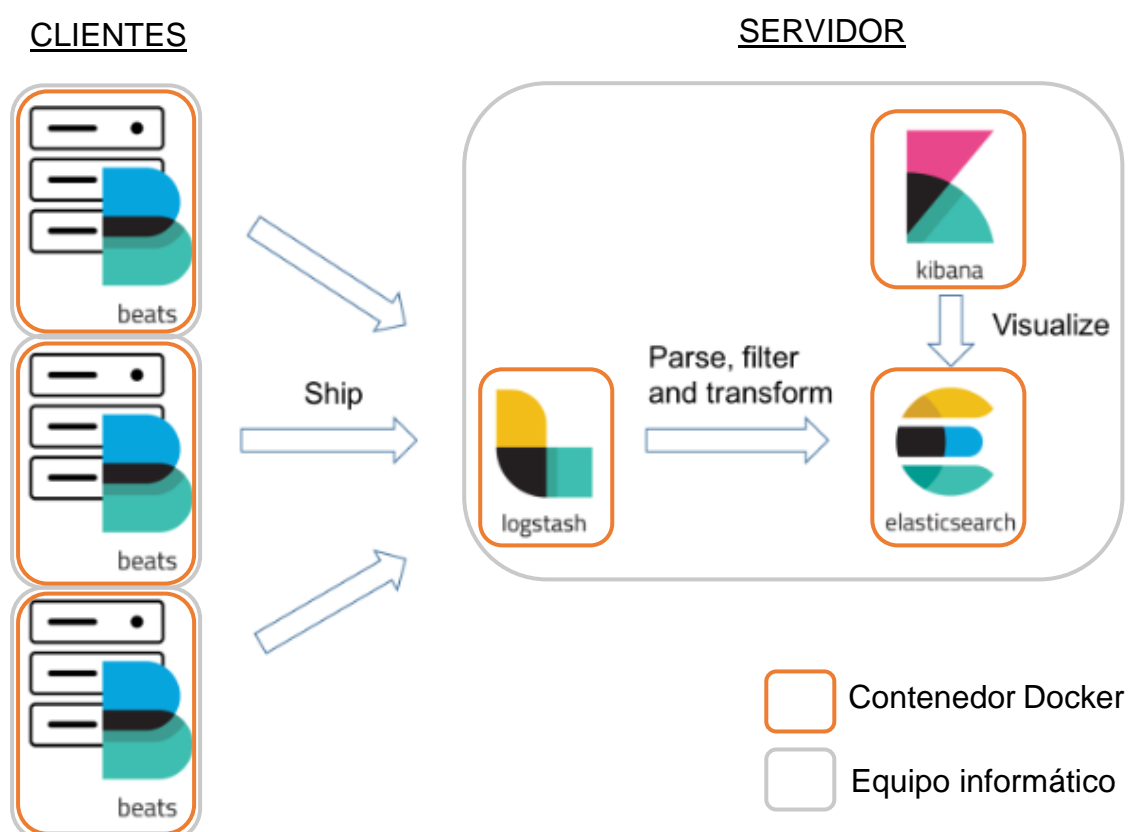 CLIENTES
SERVIDOR
beats
beats
beats
Ship
logstash
Parse, filter
and transform
kibana
Visualize
elasticsearch
Contenedor Docker
Equipo informático